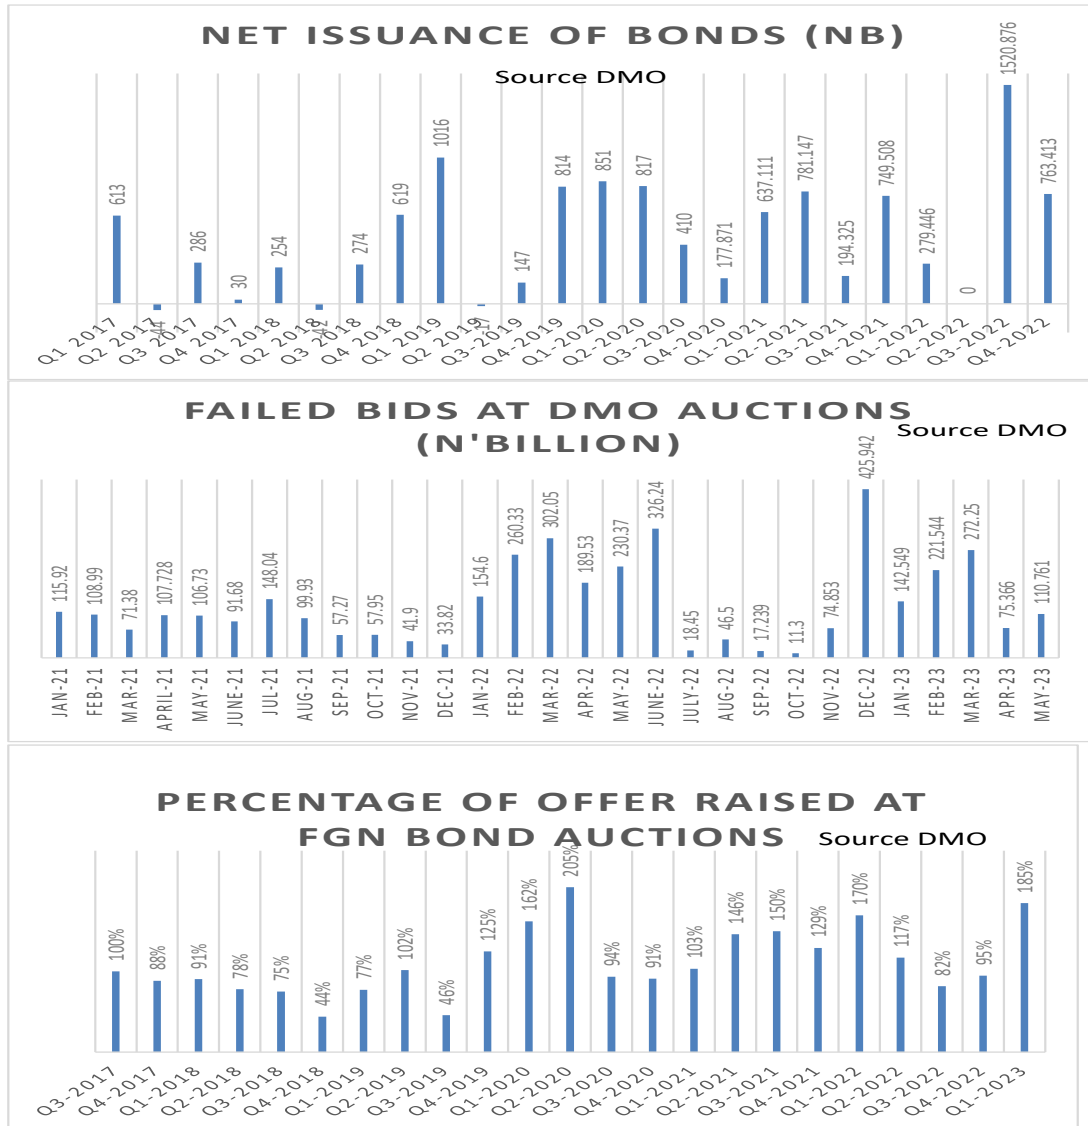 NET ISSUANCE OF BONDS (NB)
Source DMO
613
-44
286
30
254
-42
274
619
1016
-17
147
814
851
817
410
177.871
637.111
781.147
194.325
749.508
279.446
0
1520.876
763.413
Q1 2017
Q2 2017
Q3 2017
Q4 2017
Q1 2018
Q2 2018
Q3 2018
Q4 2018
Q1 2019
Q2 2019
Q3-2019
Q4-2019
Q1-2020
Q2-2020
Q3-2020
Q4-2020
Q1-2021
Q2-2021
Q3-2021
Q4-2021
Q1-2022
Q2-2022
Q3-2022
Q4-2022
FAILED BIDS AT DMO AUCTIONS
(N'BILLION)
Source DMO
115.92
108.99
71.38
107.728
106.73
91.68
148.04
99.93
57.27
57.95
41.9
33.82
154.6
260.33
302.05
189.53
230.37
326.24
18.45
46.5
17.239
11.3
74.853
425.942
142.549
221.544
272.25
75.366
110.761
JAN-21
FEB-21
MAR-21
APRIL-21
MAY-21
JUNE-21
JUL-21
AUG-21
SEP-21
OCT-21
NOV-21
DEC-21
JAN-22
FEB-22
MAR-22
APR-22
MAY-22
JUNE-22
JULY-22
AUG-22
SEP-22
OCT-22
NOV-22
DEC-22
JAN-23
FEB-23
MAR-23
APR-23
MAY-23
PERCENTAGE OF OFFER RAISED AT
FGN BOND AUCTIONS
Source DMO
100%
88%
91%
78%
75%
44%
77%
102%
46%
125%
162%
205%
94%
91%
103%
146%
150%
129%
170%
117%
82%
95%
185%
Q3-2017
Q4-2017
Q1-2018
Q2-2018
Q3-2018
Q4-2018
Q1-2019
Q2-2019
Q3-2019
Q4-2019
Q1-2020
Q2-2020
Q3-2020
Q4-2020
Q1-2021
Q2-2021
Q3-2021
Q4-2021
Q1-2022
Q2-2022
Q3-2022
Q4-2022
Q1-2023